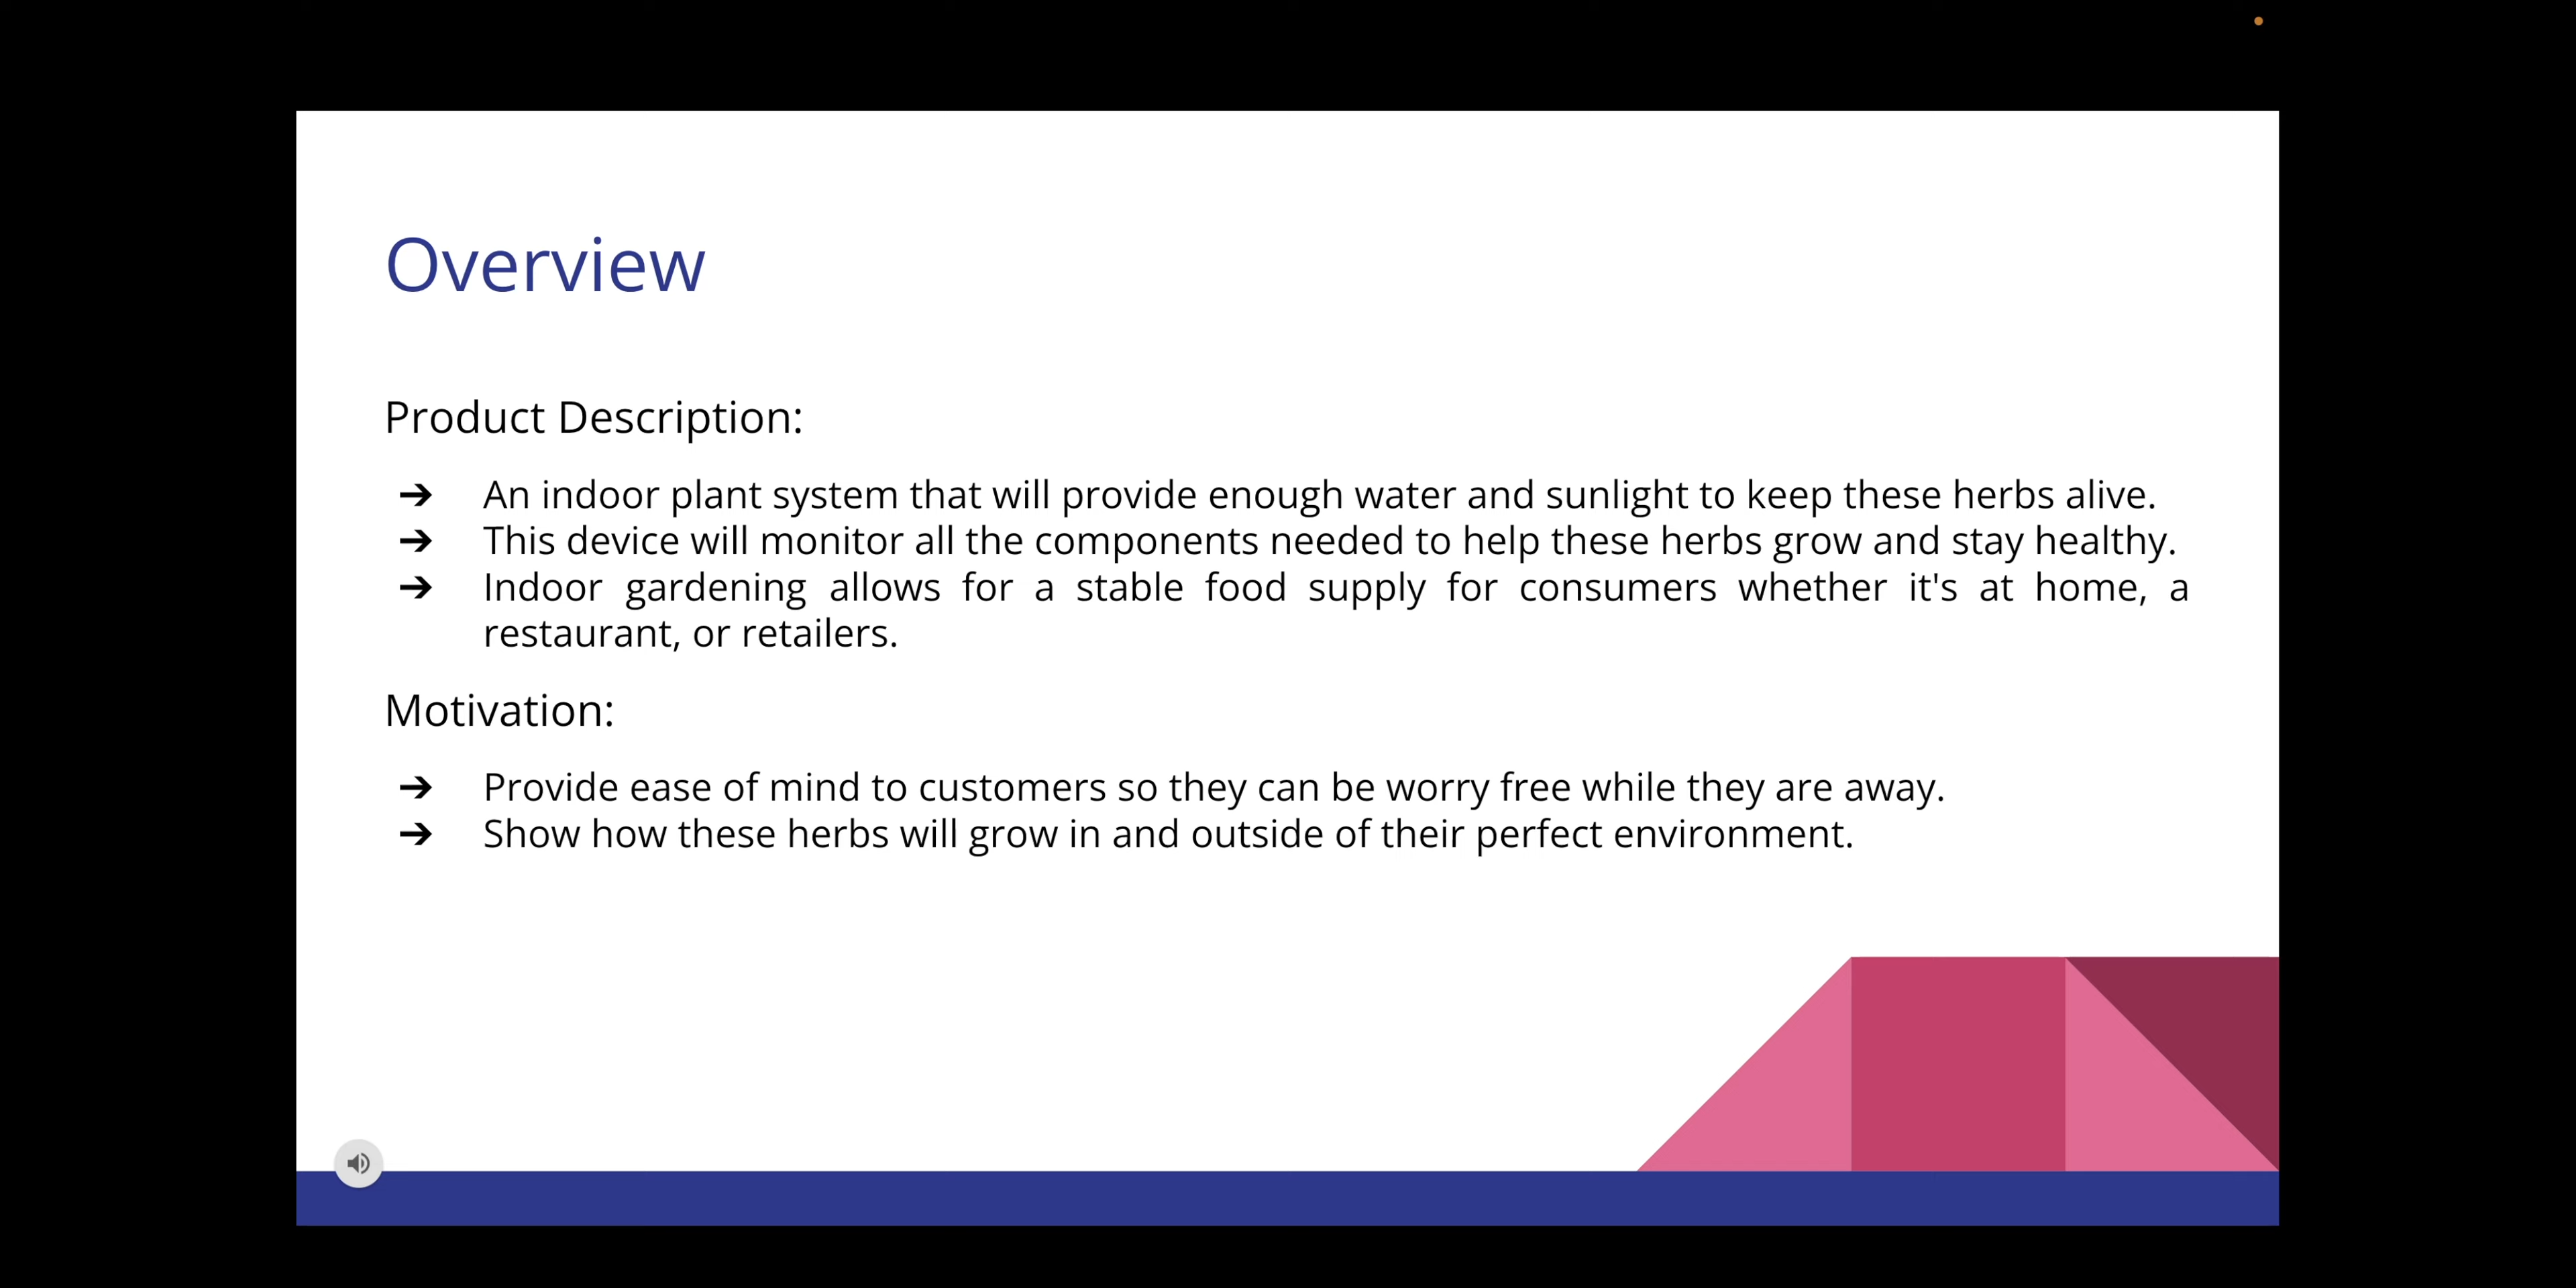 Overview
Product Description:
➔ An indoor plant system that will provide enough water and sunlight to keep these herbs alive.
➔ This device will monitor all the components needed to help these herbs grow and stay healthy.
➔ Indoor gardening allows for a stable food supply for consumers whether it's at home, a
restaurant, or retailers.
Motivation:
➔ Provide ease of mind to customers so they can be worry free while they are away.
➔ Show how these herbs will grow in and outside of their perfect environment.